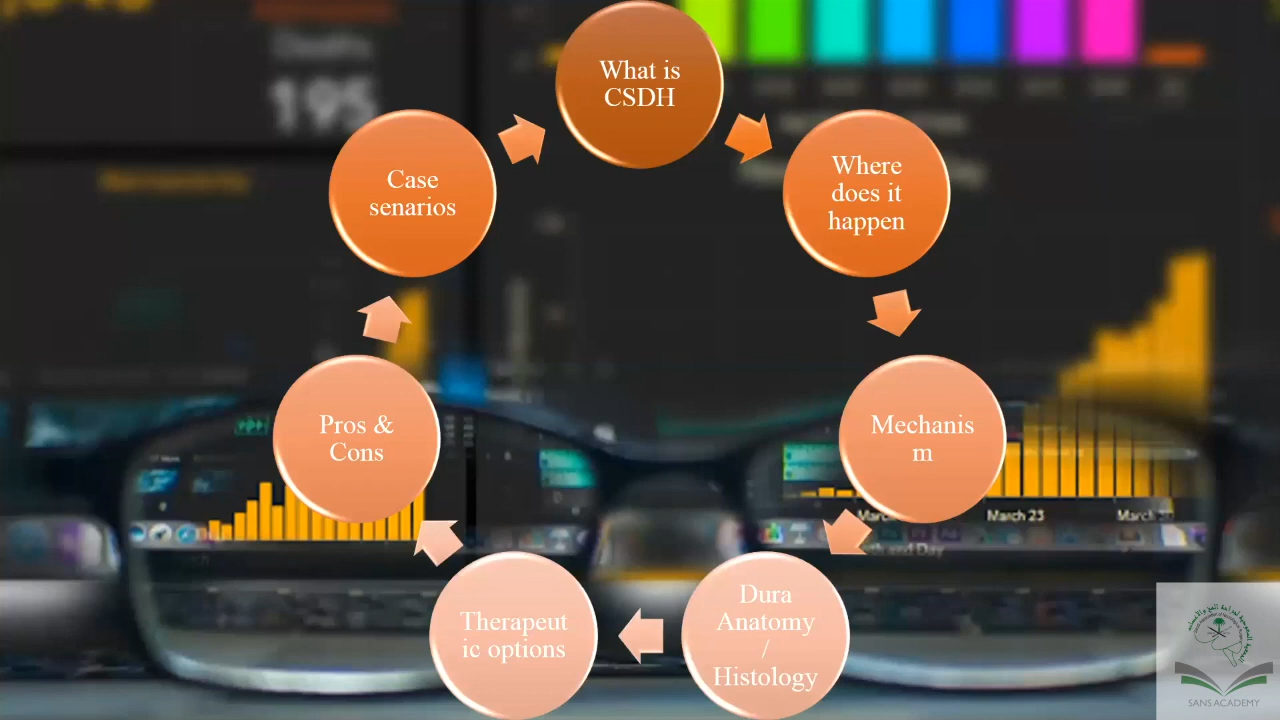 Deaths
195
What is
CSDH
Where
does it
happen
Mechanis
m
Dura
Anatomy
/
Histology
Therapeut
ic options
Pros &
Cons
Case
senarios
March 23
SANS ACADEMY